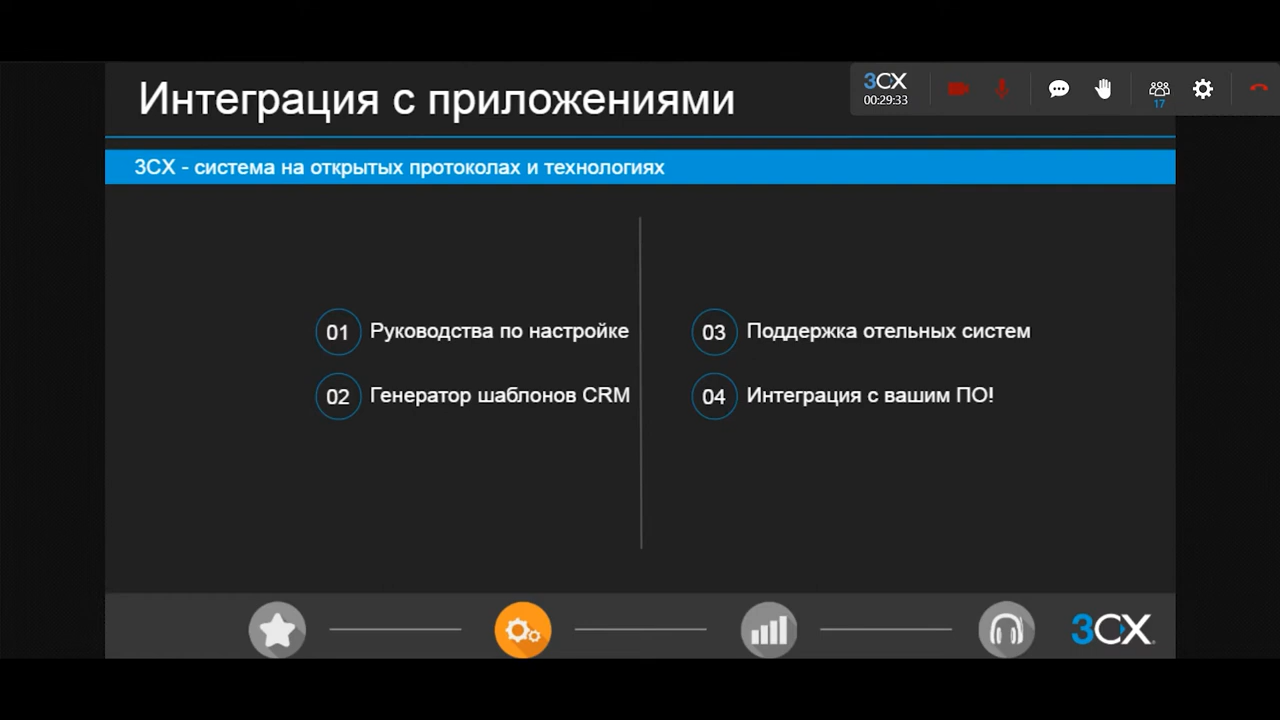 Интеграция с приложениями
3CX
00:29:33
17
3CX - система на открытых протоколах и технологиях
01 Руководства по настройке
02 Генератор шаблонов CRM
03 Поддержка отельных систем
04 Интеграция с вашим ПО!
3CX